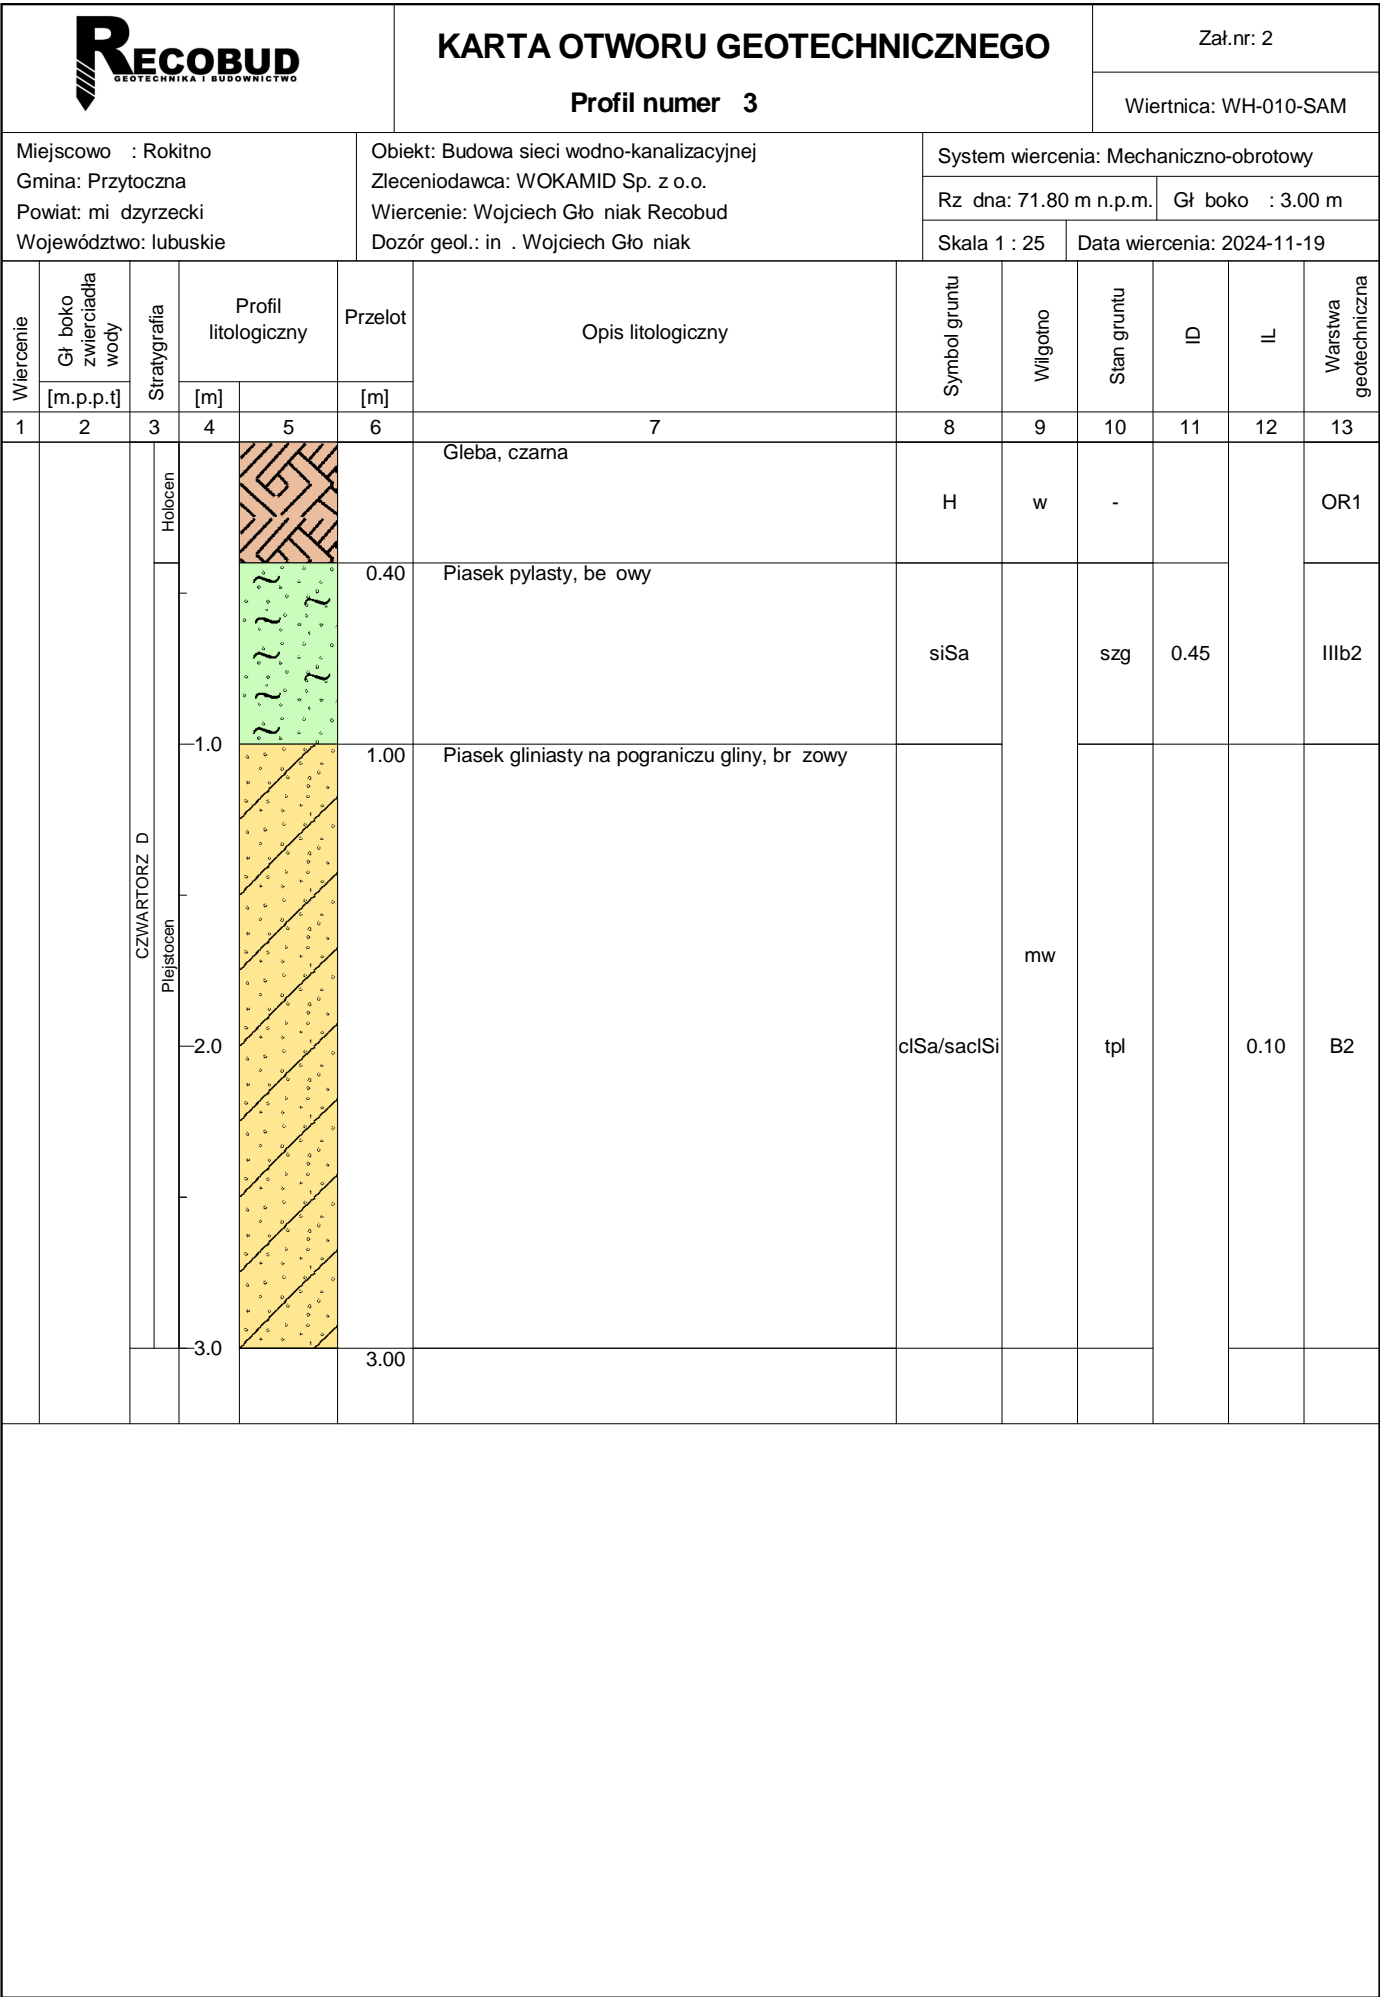 RECOBUD
GEOTECHNIKA I BUDOWNICTWO
KARTA OTWORU GEOTECHNICZNEGO
Profil numer 3
Zał.nr: 2
Wiertnica: WH-010-SAM
Miejscowo : Rokitno
Gmina: Przytoczna
Powiat: mi dzyrzecki
Województwo: lubuskie
Obiekt: Budowa sieci wodno-kanalizacyjnej
Zleceniodawca: WOKAMID Sp. z o.o.
Wiercenie: Wojciech Gło niak Recobud
Dozór geol.: in . Wojciech Gło niak
System wiercenia: Mechaniczno-obrotowy
Rz dna: 71.80 m n.p.m.
Gł boko : 3.00 m
Skala 1 : 25
Data wiercenia: 2024-11-19
Wiercenie
Gł boko
zwierciadła
wody
[m.p.p.t]
Stratygrafia
Profil
litologiczny
[m]
Przelot
[m]
Opis litologiczny
Symbol gruntu
Wilgotno
Stan gruntu
ID
IL
Warstwa
geotechniczna
1 2 3 4 5 6 7 8 9 10 11 12 13
CZWARTORZ D
Holocen
Gleba, czarna
H w - OR1
0.40 Piasek pylasty, be owy
siSa szg 0.45 IIIb2
1.0
1.00 Piasek gliniasty na pograniczu gliny, br zowy
Plejstocen
mw
2.0
clSa/saclSi tpl 0.10 B2
3.0
3.00